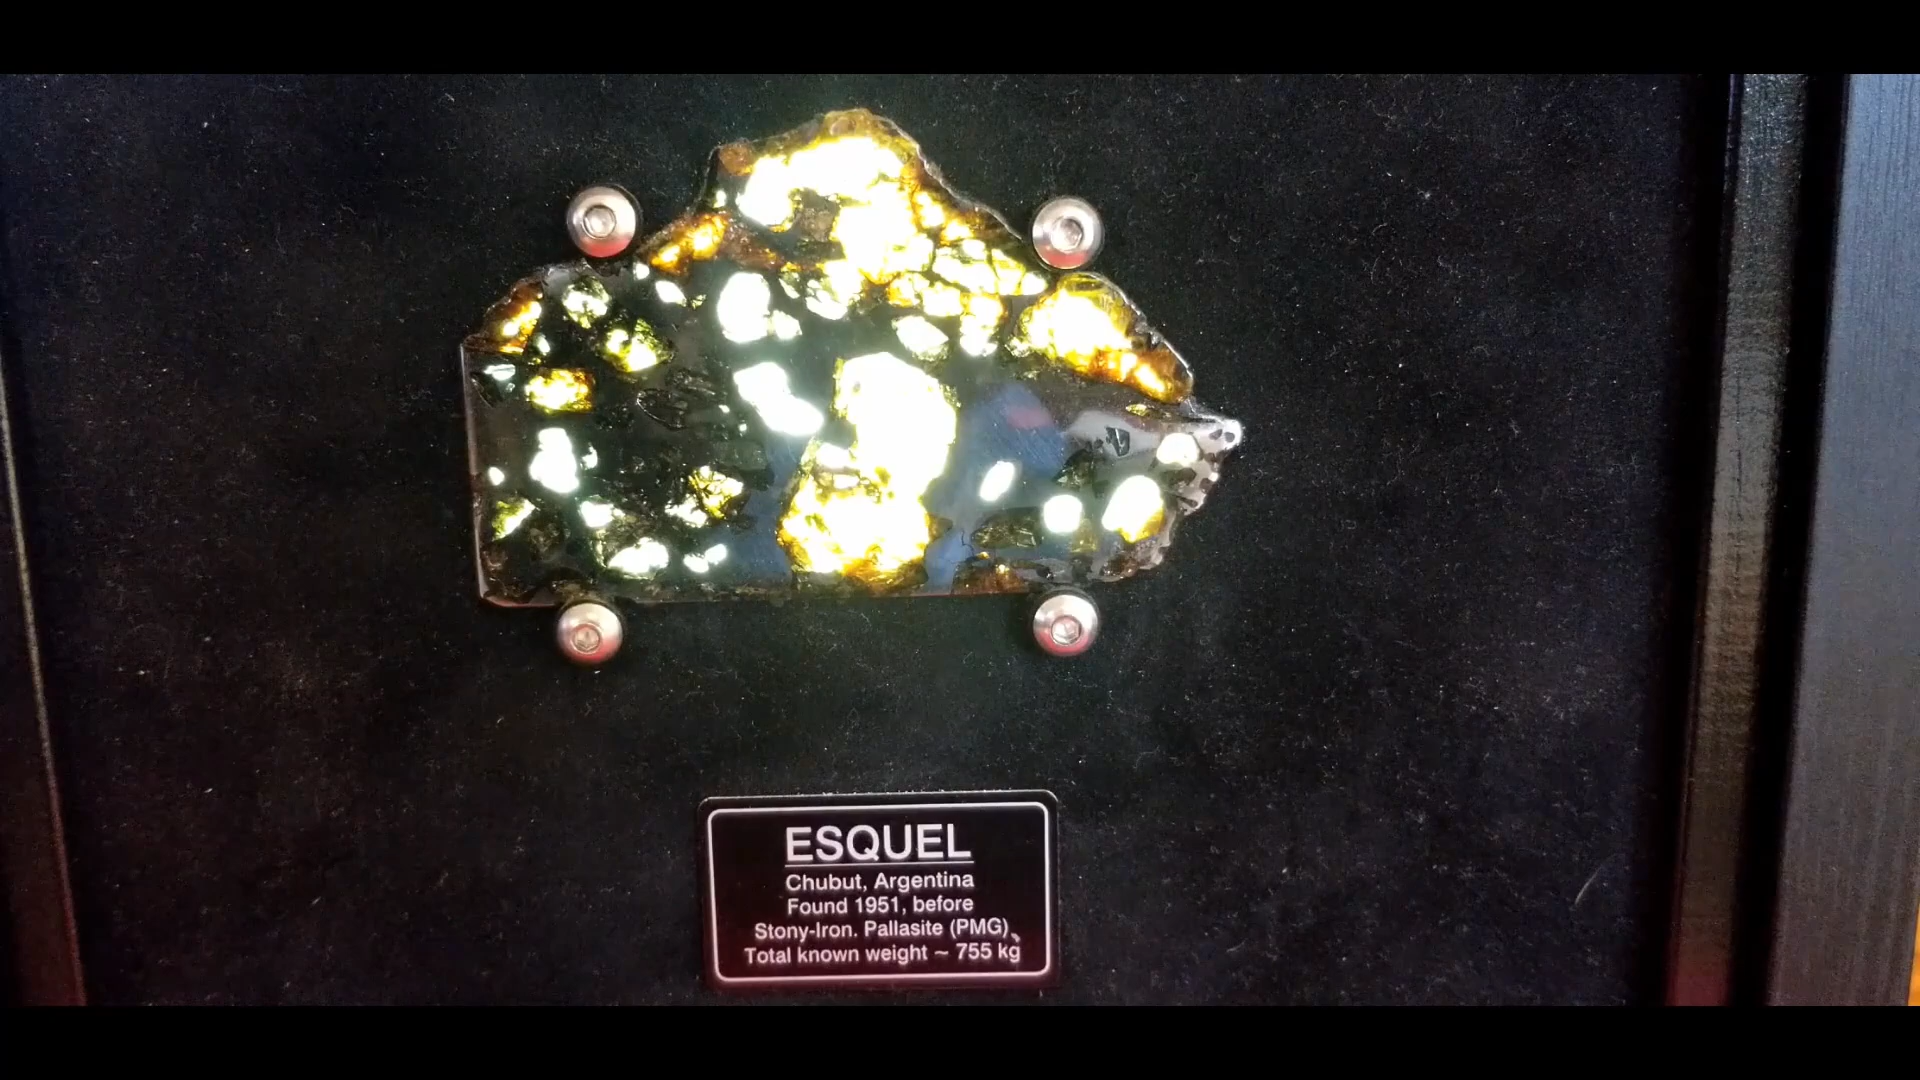 ESQUEL
Chubut, Argentina
Found 1951, before
Stony-Iron. Pallasite (PMG)
Total known weight ~ 755 kg